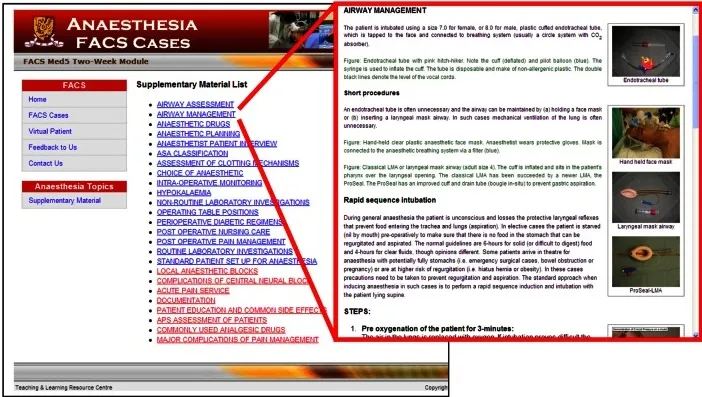 ANAESTHESIA
FACS CASES
FACS Med5 Two-Week Module
FACS
Home
FACS Cases
Virtual Patient
Feedback to Us
Contact Us
Anaesthesia Topics
Supplementary Material
Supplementary Material List
AIRWAY ASSESSMENT
AIRWAY MANAGEMENT
ANAESTHETIC DRUGS
ANAESTHETIC PLANNING
ANAESTHETIST PATIENT INTERVIEW
ASA CLASSIFICATION
ASSESSMENT OF CLOTTING MECHANISMS
CHOICE OF ANAESTHETIC
INTRA-OPERATIVE MONITORING
HYPOKALAEMIA
NON-ROUTINE LABORATORY INVESTIGATIONS
OPERATING TABLE POSITIONS
PERIOPERATIVE DIABETIC REGIMENS
POST OPERATIVE NURSING CARE
POST OPERATIVE PAIN MANAGEMENT
ROUTINE LABORATORY INVESTIGATIONS
STANDARD PATIENT SET UP FOR ANAESTHESIA
LOCAL ANAESTHETIC BLOCKS
COMPLICATIONS OF CENTRAL NEURAL BLOC
ACUTE PAIN SERVICE
DOCUMENTATION
PATIENT EDUCATION AND COMMON SIDE EFFECTS
APS ASSESSMENT OF PATIENTS
COMMONLY USED ANALGESIC DRUGS
MAJOR COMPLICATIONS OF PAIN MANAGEMENT
Teaching & Learning Resource Centre
Copyrigh
AIRWAY MANAGEMENT
The patient is intubated using a size 7.0 for female, or 8.0 for male, plastic cuffed endotracheal tube,
which is tapped to the face and connected to breathing system (usually a circle system with CO2
absorber).
Figure: Endotracheal tube with pink hitch-hiker. Note the cuff (deflated) and pilot balloon (blue). The
syringe is used to inflate the cuff. The tube is disposable and make of non-allergic plastic. The double
black lines denote the level of the vocal cords.
Endotracheal tube
Short procedures
An endotracheal tube is often unnecessary and the airway can be maintained by (a) holding a face mask
or (b) inserting a laryngeal mask airway. In such cases mechanical ventilation of the lung is often
unnecessary.
Figure: Hand-held clear plastic anaesthetic face mask. Anaesthetist wears protective gloves. Mask is
connected to the anaesthetic breathing system via a filter (blue).
Hand held face mask
Figure: Classical LMA or laryngeal mask airway (adult size 4). The cuff is inflated and sits in the patient's
pharynx over the laryngeal opening. The classical LMA has been succeeded by a newer LMA, the
ProSeal. The ProSeal has an improved cuff and drain tube (bougie in-situ) to prevent gastric aspiration.
Laryngeal mask airway
Rapid sequence intubation
During general anaesthesia the patient is unconscious and losses the protective laryngeal reflexes
that prevent food entering the trachea and lungs (aspiration). In elective cases the patient is starved
(nil by mouth) pre-operatively to make sure that there is no food in the stomach that can be
regurgitated and aspirated. The normal guidelines are 6-hours for solid (or difficult to digest) food
and 4-hours for clear fluids, though opinions different. Some patients arrive in theatre for
anaesthesia with potentially fully stomachs (i.e. emergency surgical cases, bowel obstruction or
pregnancy) or are at higher risk of regurgitation (i.e. hiatus hernia or obesity). In these cases
precautions need to be taken to prevent regurgitation and aspiration. The standard approach when
inducing anaesthesia in such cases is to perform a rapid sequence induction and intubation with
the patient lying supine.
ProSeal-LMA
STEPS:
1. Pre oxygenation of the patient for 3-minutes:
The air in the lungs is replaced with oxygen. If intubation proves difficult the